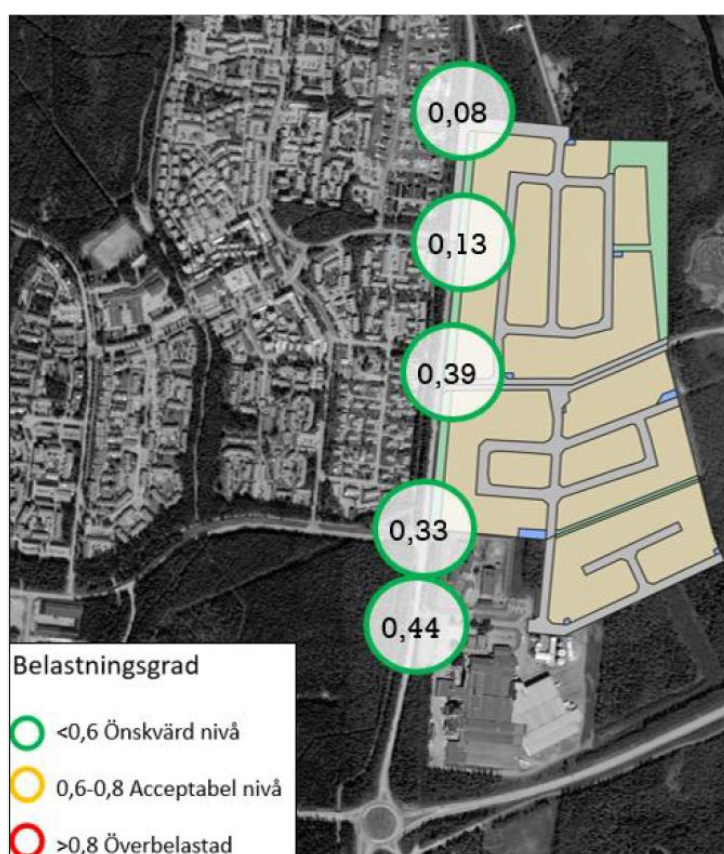 0,08
0,13
0,39
0,33
0,44
Belastningsgrad
<0,6 Önskvärd nivå
0,6-0,8 Acceptabel nivå
>0,8 Överbelastad